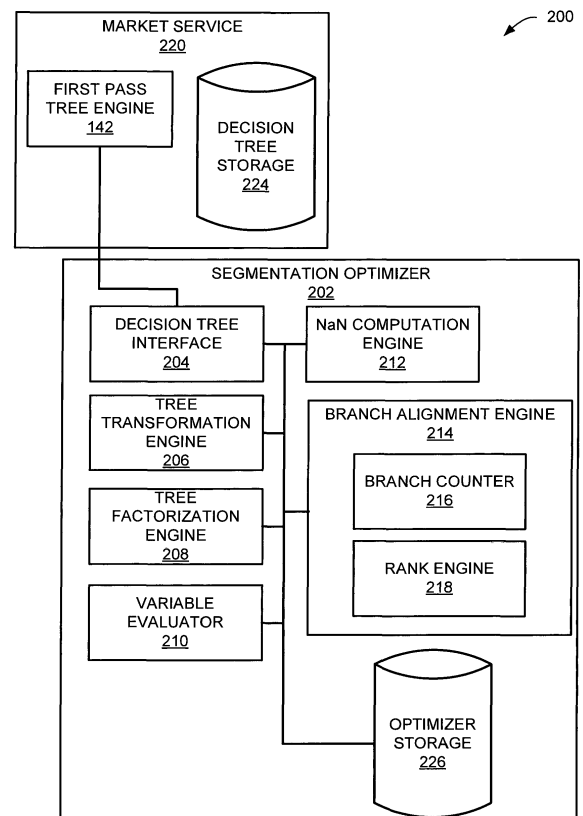 200
MARKET SERVICE
220
FIRST PASS
TREE ENGINE
142
DECISION
TREE
STORAGE
224
SEGMENTATION OPTIMIZER
202
DECISION TREE
INTERFACE
204
NaN COMPUTATION
ENGINE
212
TREE
TRANSFORMATION
ENGINE
206
BRANCH ALIGNMENT ENGINE
214
BRANCH COUNTER
216
TREE
FACTORIZATION
ENGINE
208
RANK ENGINE
218
VARIABLE
EVALUATOR
210
OPTIMIZER
STORAGE
226